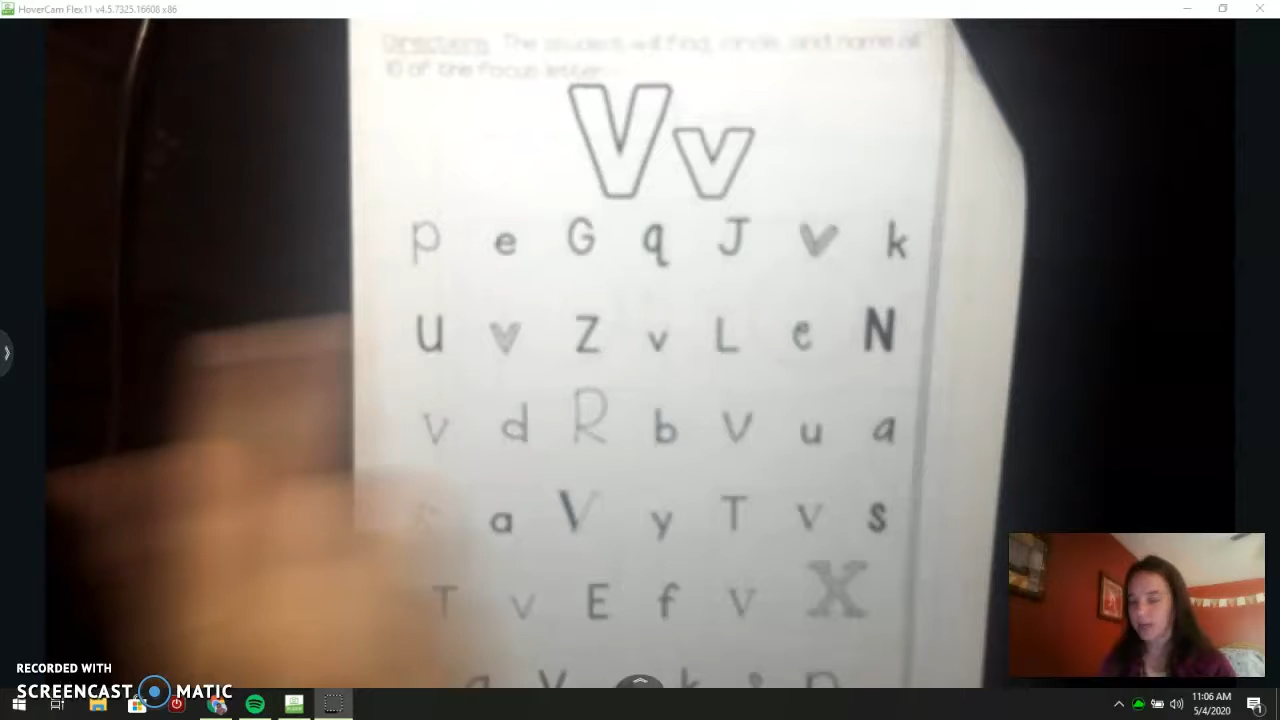 HoverCam Flex11 v4.5.7325.16608 x86
Directions: The student will find, circle, and name all
10 of the focus letter.
Vv
p e G q J v k
U v Z v L e N
v d R b V u a
a V y T v s
T v E f V X
RECORDED WITH
SCREENCAST MATIC
11:06 AM
5/4/2020